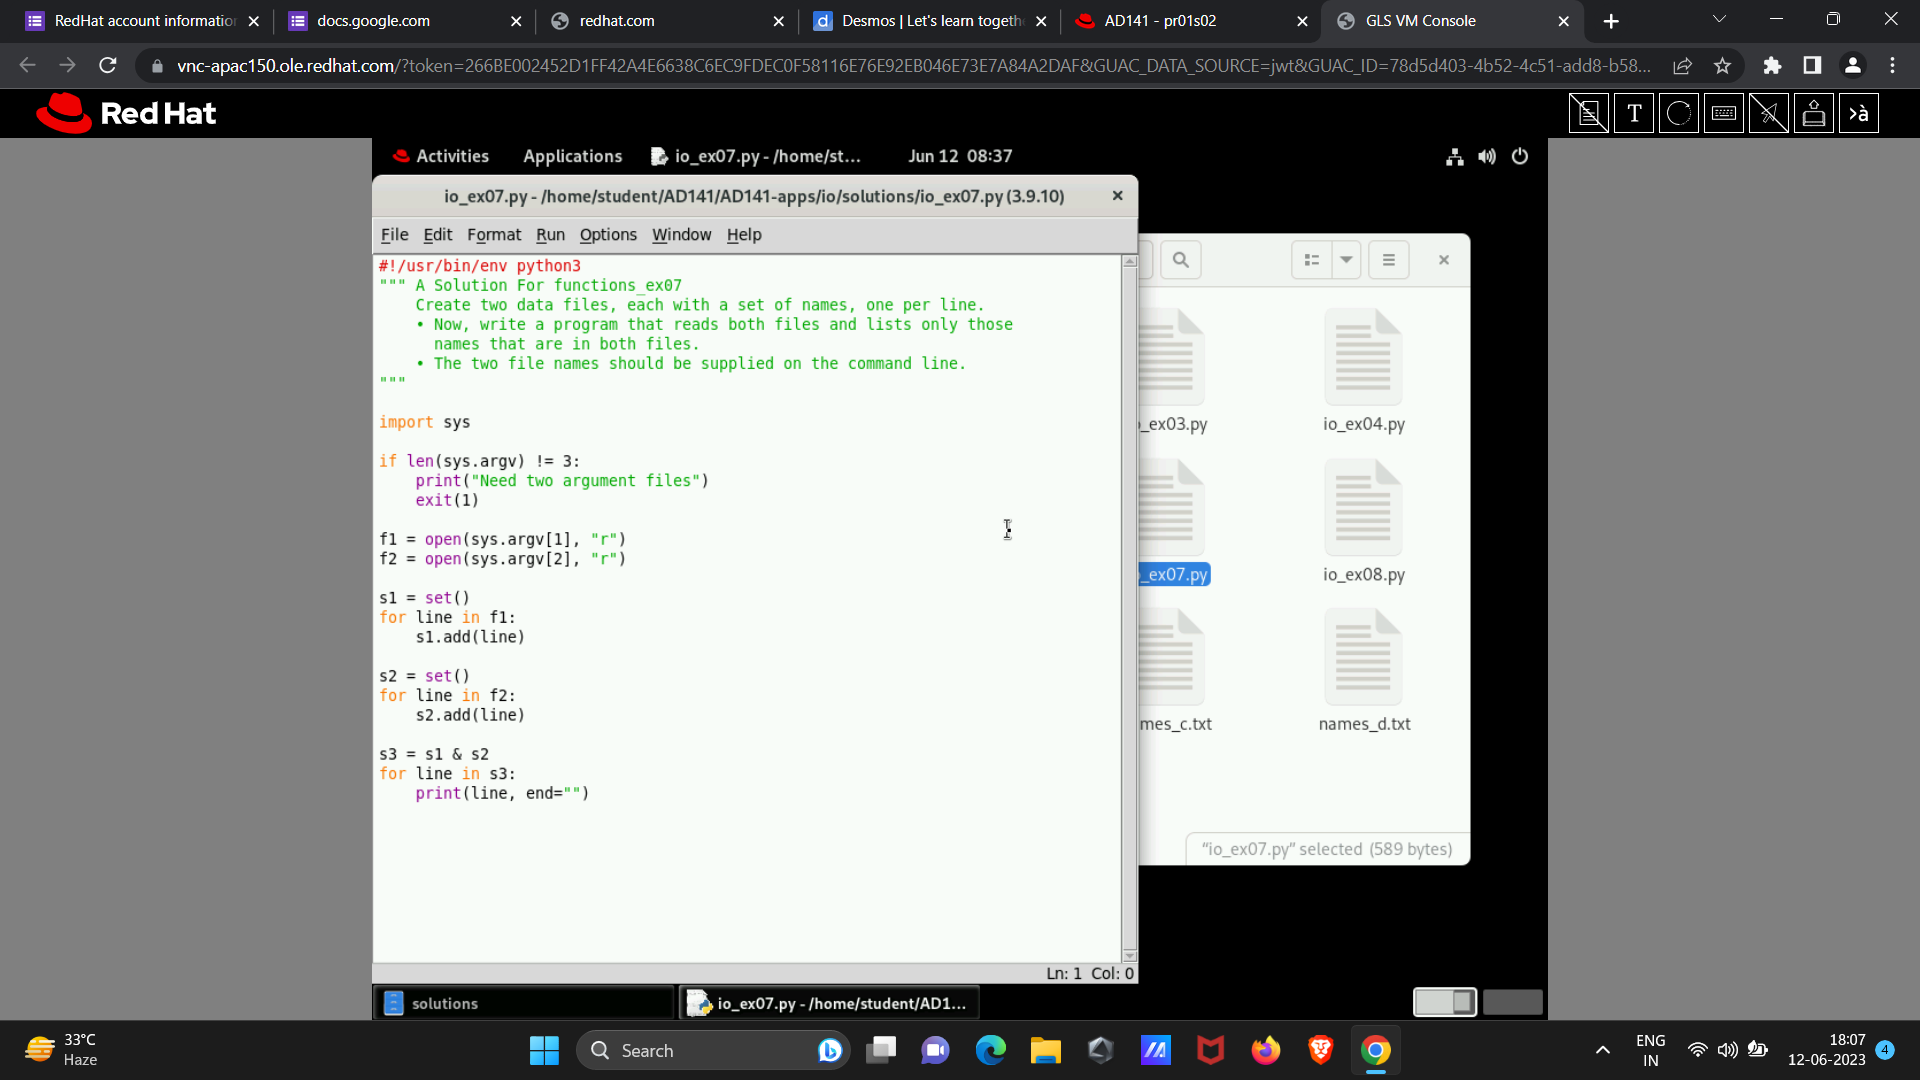 RedHat account information
docs.google.com
redhat.com
Desmos | Let's learn togeth
AD141 - pr01s02
GLS VM Console
vnc-apac150.ole.redhat.com/?token=266BE002452D1FF42A4E6638C6EC9FDEC0F58116E76E92EB046E73E7A84A2DAF&GUAC_DATA_SOURCE=jwt&GUAC_ID=78d5d403-4b52-4c51-add8-b58...
Red Hat
T
>à
Activities
Applications
io_ex07.py - /home/st...
Jun 12 08:37
io_ex07.py - /home/student/AD141/AD141-apps/io/solutions/io_ex07.py (3.9.10)
File Edit Format Run Options Window Help
#!/usr/bin/env python3
""" A Solution For functions_ex07
Create two data files, each with a set of names, one per line.
• Now, write a program that reads both files and lists only those
names that are in both files.
• The two file names should be supplied on the command line.
"""
import sys
if len(sys.argv) != 3:
print("Need two argument files")
exit(1)
f1 = open(sys.argv[1], "r")
f2 = open(sys.argv[2], "r")
s1 = set()
for line in f1:
s1.add(line)
s2 = set()
for line in f2:
s2.add(line)
s3 = s1 & s2
for line in s3:
print(line, end="")
Ln: 1 Col: 0
_ex03.py
io_ex04.py
_ex07.py
io_ex08.py
mes_c.txt
names_d.txt
"io_ex07.py" selected (589 bytes)
solutions
io_ex07.py - /home/student/AD1...
33°C
Haze
Search
ENG
IN
18:07
12-06-2023
4